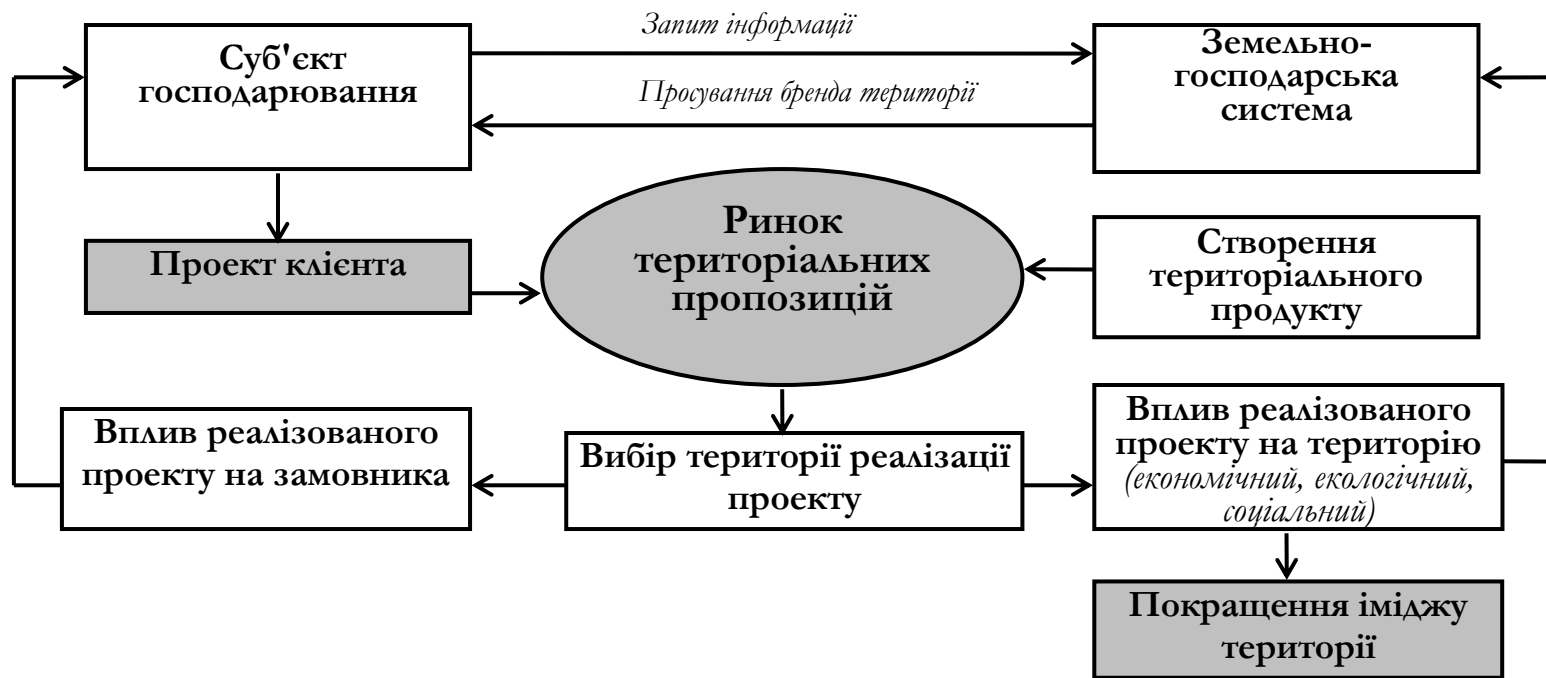 Запит інформації
Суб'єкт
господарювання
Земельно-
господарська
система
Просування бренда території
Проект клієнта
Ринок
територіальних
пропозицій
Створення
територіального
продукту
Вплив реалізованого
проекту на замовника
Вибір території реалізації
проекту
Вплив реалізованого
проекту на територію
(економічний, екологічний,
соціальний)
Покращення іміджу
території